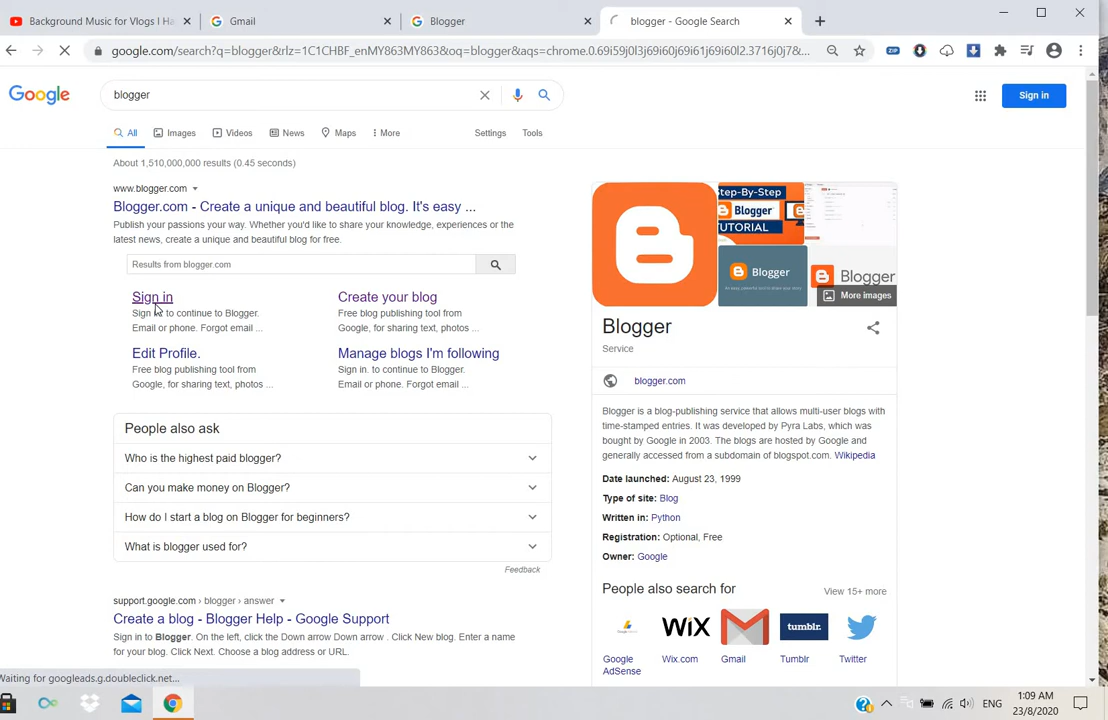 Background Music for Vlogs I Ha
Gmail
Blogger
blogger - Google Search
google.com/search?q=blogger&rlz=1C1CHBF_enMY863MY863&oq=blogger&aqs=chrome.0.69i59j0l3j69i60j69i61j69i60l2.3716j0j7&...
ZIP
Google
blogger
Sign in
All
Images
Videos
News
Maps
More
Settings
Tools
About 1,510,000,000 results (0.45 seconds)
www.blogger.com
Blogger.com - Create a unique and beautiful blog. It's easy ...
Publish your passions your way. Whether you'd like to share your knowledge, experiences or the
latest news, create a unique and beautiful blog for free.
Results from blogger.com
Sign in
Sign in to continue to Blogger.
Email or phone. Forgot email ...
Create your blog
Free blog publishing tool from
Google, for sharing text, photos ...
Edit Profile.
Free blog publishing tool from
Google, for sharing text, photos ...
Manage blogs I'm following
Sign in. to continue to Blogger.
Email or phone. Forgot email ...
People also ask
Who is the highest paid blogger?
Can you make money on Blogger?
How do I start a blog on Blogger for beginners?
What is blogger used for?
Feedback
support.google.com › blogger › answer
Create a blog - Blogger Help - Google Support
Sign in to Blogger. On the left, click the Down arrow Down arrow . Click New blog. Enter a name
for your blog. Click Next. Choose a blog address or URL.
Step-By-Step
Blogger
TUTORIAL
Blogger
Blogger
More images
Blogger
Service
blogger.com
Blogger is a blog-publishing service that allows multi-user blogs with
time-stamped entries. It was developed by Pyra Labs, which was
bought by Google in 2003. The blogs are hosted by Google and
generally accessed from a subdomain of blogspot.com. Wikipedia
Date launched: August 23, 1999
Type of site: Blog
Written in: Python
Registration: Optional, Free
Owner: Google
People also search for
View 15+ more
WiX
tumblr.
Google
AdSense
Wix.com
Gmail
Tumblr
Twitter
Waiting for googleads.g.doubleclick.net...
ENG
1:09 AM
23/8/2020